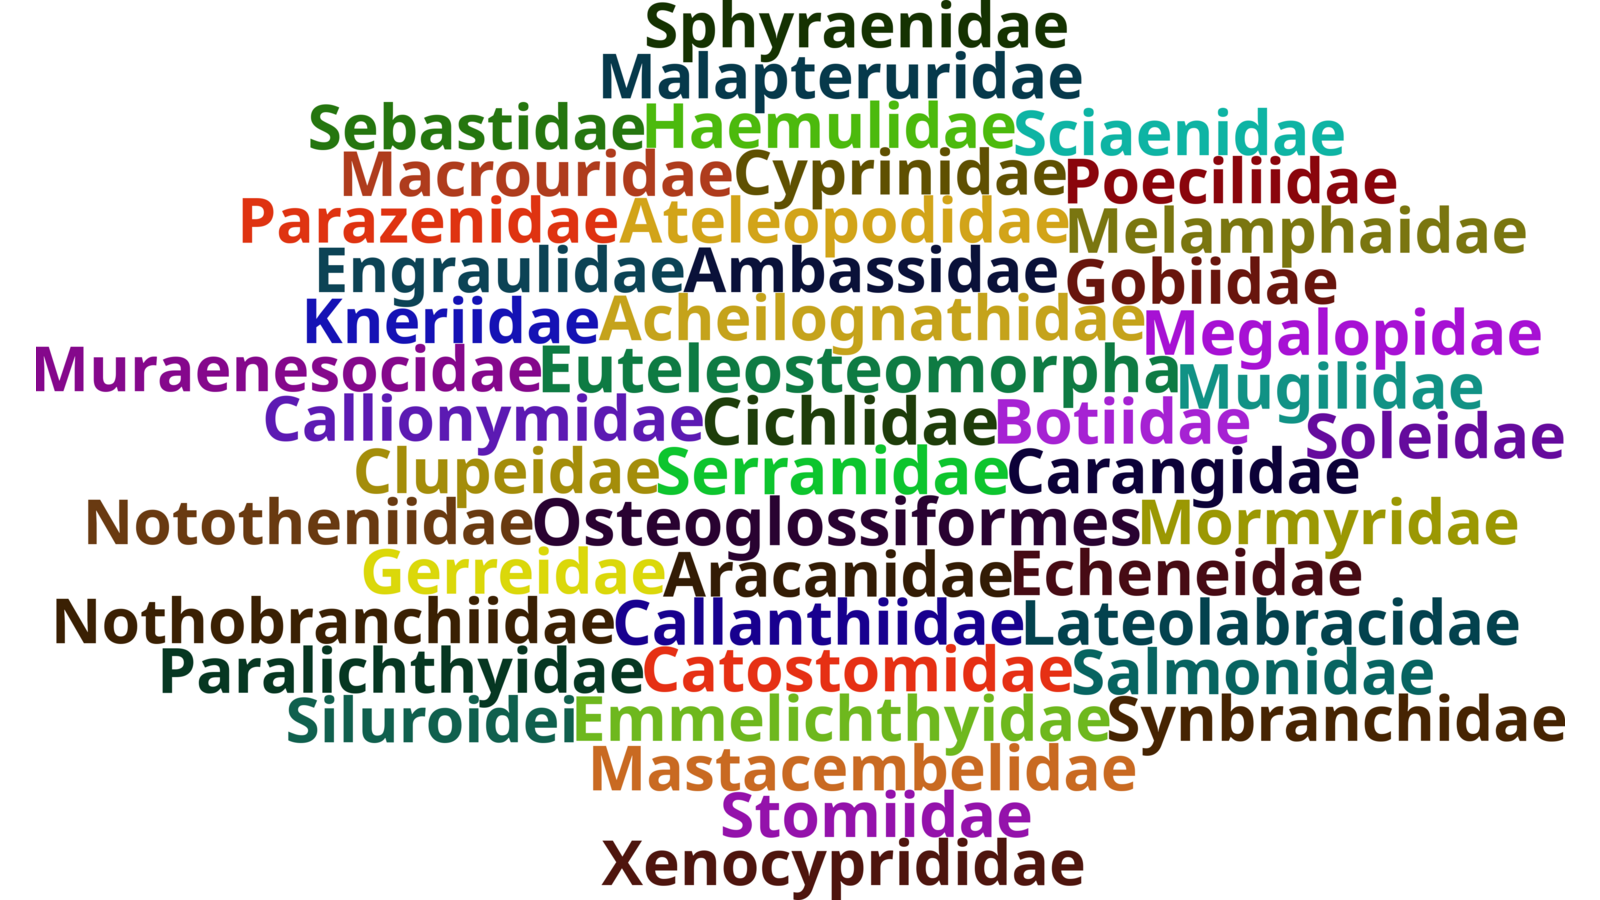 Sphyraenidae
Malapteruridae
Sebastidae Haemulidae Sciaenidae
Macrouridae Cyprinidae Poeciliidae
Parazenidae Ateleopodidae Melamphaidae
Engraulidae Ambassidae Gobiidae
Kneriidae Acheilognathidae Megalopidae
Muraenesocidae Euteleosteomorpha Mugilidae
Callionymidae Cichlidae Botiidae Soleidae
Clupeidae Serranidae Carangidae
Nototheniidae Osteoglossiformes Mormyridae
Gerreidae Aracanidae Echeneidae
Nothobranchiidae Callanthiidae Lateolabracidae
Paralichthyidae Catostomidae Salmonidae
Siluroidei Emmelichthyidae Synbranchidae
Mastacembelidae
Stomiidae
Xenocyprididae